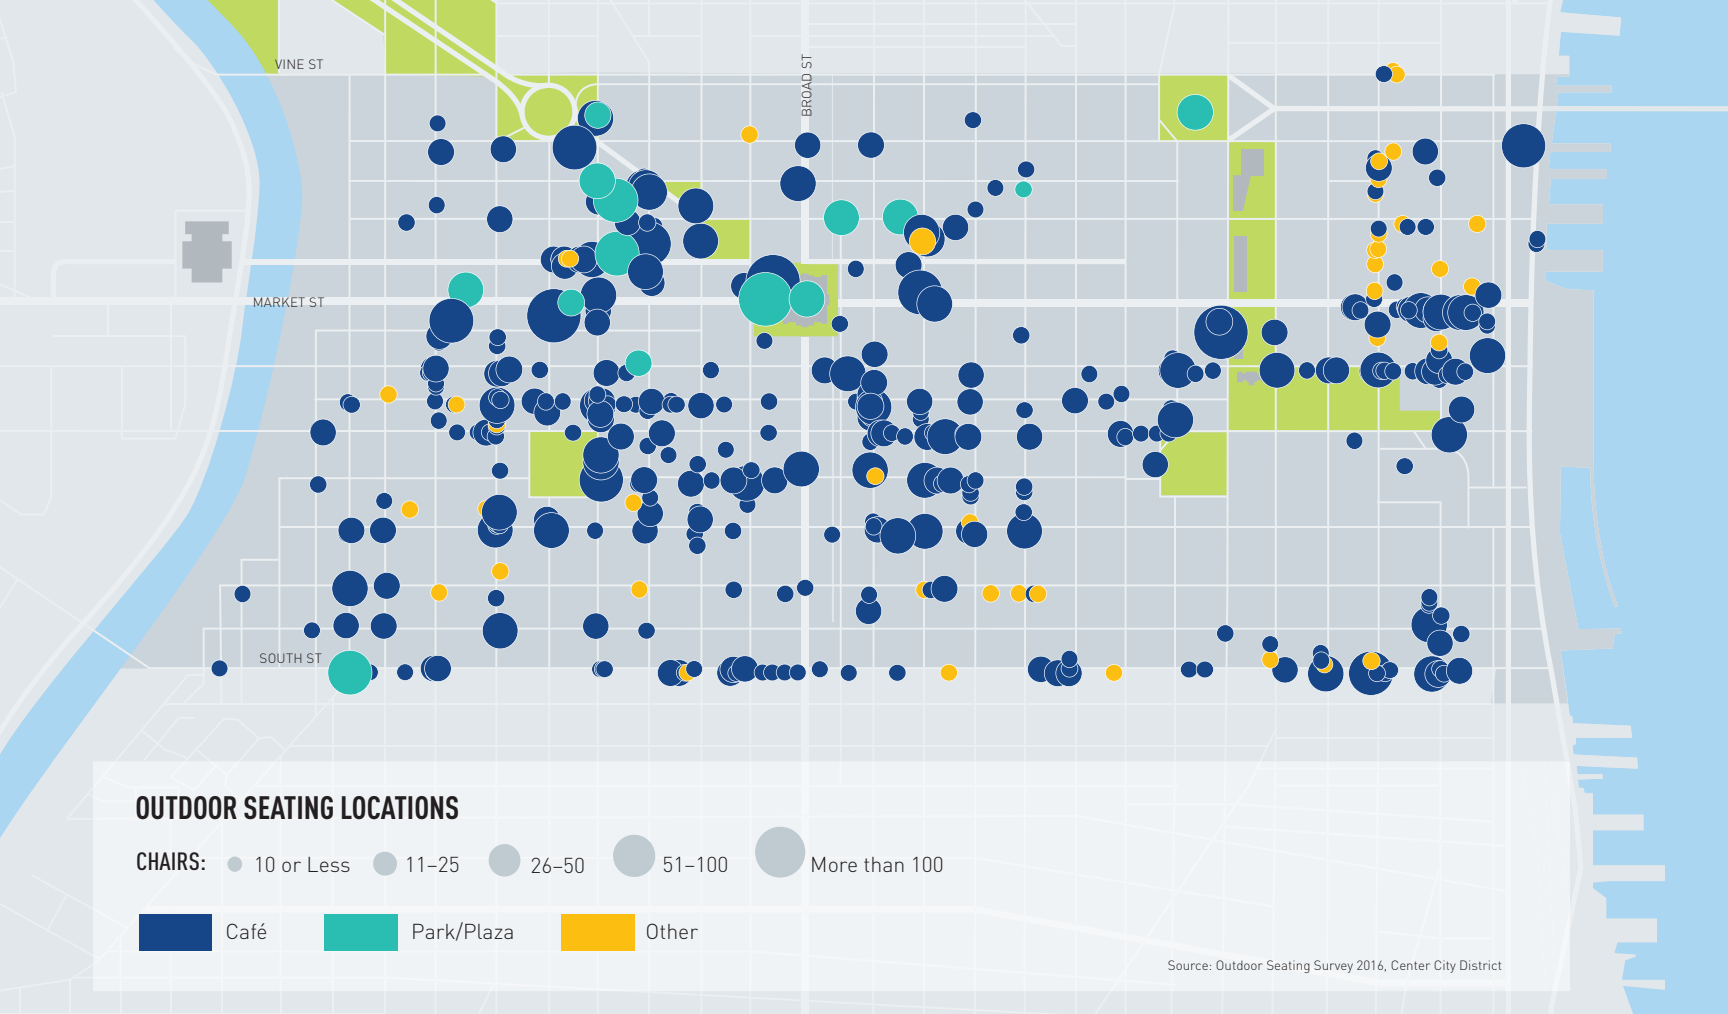 VINE ST
BROAD ST
MARKET ST
SOUTH ST
OUTDOOR SEATING LOCATIONS
CHAIRS: 10 or Less 11–25 26–50 51–100 More than 100
Café Park/Plaza Other
Source: Outdoor Seating Survey 2016, Center City District